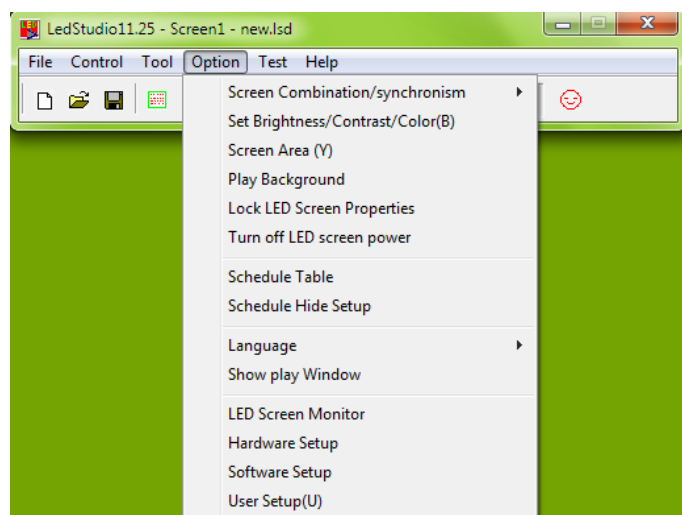 LedStudio11.25 - Screen1 - new.lsd
File Control Tool Option Test Help
Screen Combination/synchronism
Set Brightness/Contrast/Color(B)
Screen Area (Y)
Play Background
Lock LED Screen Properties
Turn off LED screen power
Schedule Table
Schedule Hide Setup
Language
Show play Window
LED Screen Monitor
Hardware Setup
Software Setup
User Setup(U)